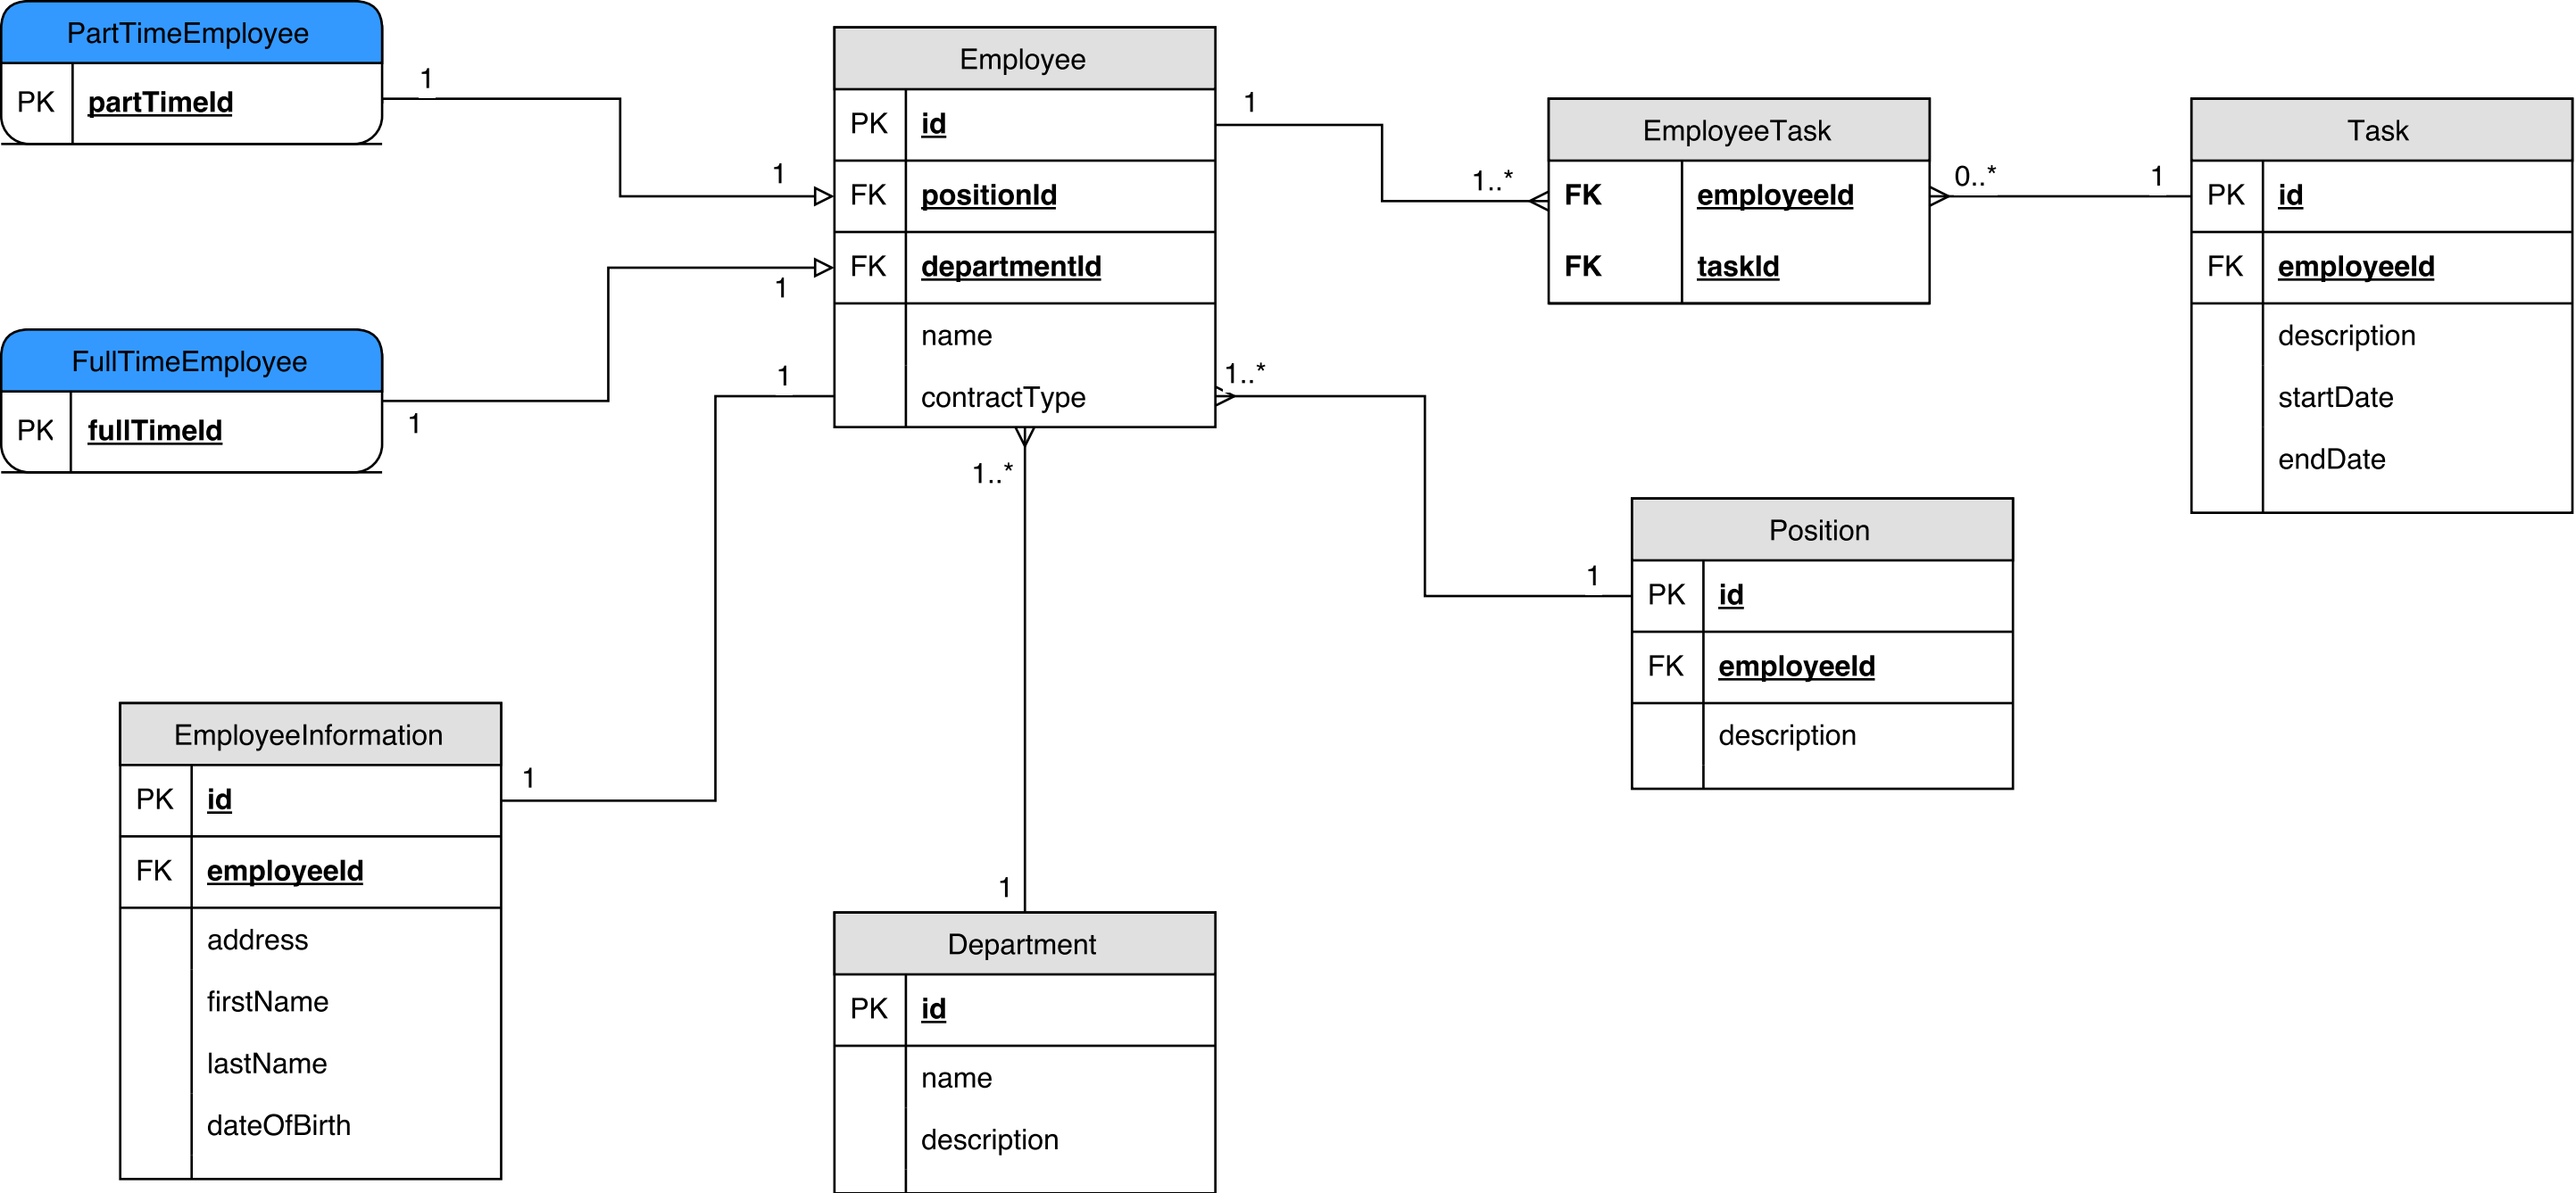 PartTimeEmployee
PK partTimeId
1
1
FullTimeEmployee
PK fullTimeId
1
1
Employee
PK id
FK positionId
FK departmentId
name
contractType
1
1..*
EmployeeTask
FK employeeId
FK taskId
0..*
1
Task
PK id
FK employeeId
description
startDate
endDate
1..*
1
Position
PK id
FK employeeId
description
1
1
EmployeeInformation
PK id
FK employeeId
address
firstName
lastName
dateOfBirth
1..*
1
Department
PK id
name
description